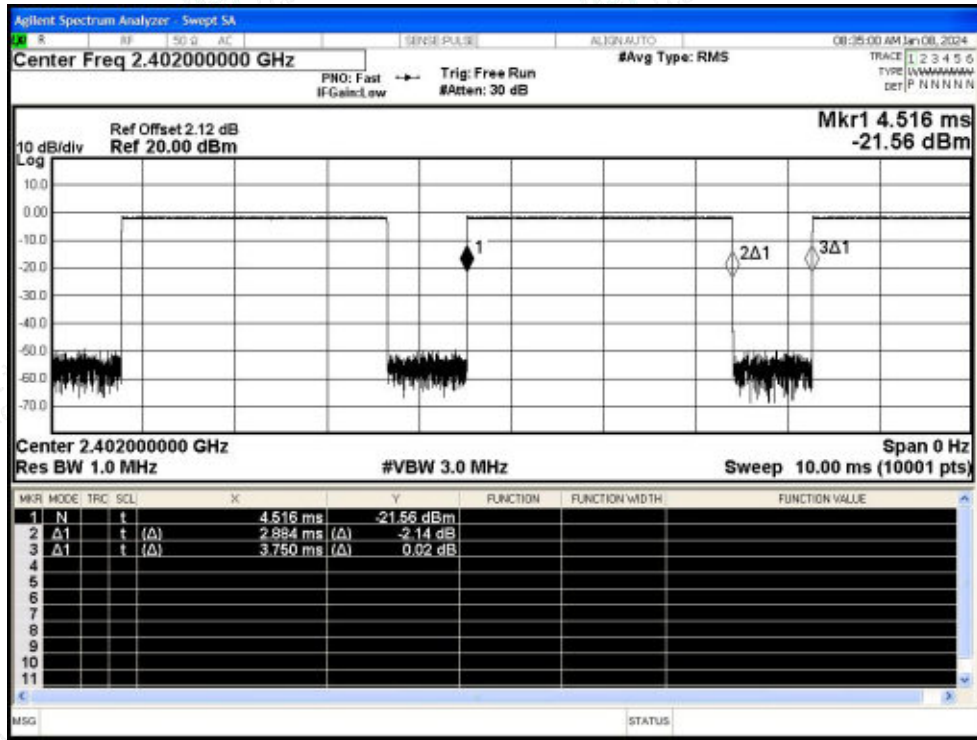 Agilent Spectrum Analyzer - Swept SA
R RF 50 Ω AC SENSE:PULSE ALIGNAUTO 08:35:00 AM Jan 08, 2024
Center Freq 2.402000000 GHz #Avg Type: RMS TRACE 1 2 3 4 5 6
PNO: Fast Trig: Free Run TYPE
IFGain:Low #Atten: 30 dB DET P N N N N N
Mkr1 4.516 ms
Ref Offset 2.12 dB
10 dB/div Ref 20.00 dBm -21.56 dBm
Log
10.0
0.00
-10.0
1
2Δ1
3Δ1
-20.0
-30.0
-40.0
-50.0
-60.0
-70.0
Center 2.402000000 GHz Span 0 Hz
Res BW 1.0 MHz #VBW 3.0 MHz Sweep 10.00 ms (10001 pts)
MKR MODE TRC SCL X Y FUNCTION FUNCTION WIDTH FUNCTION VALUE
1 N t 4.516 ms -21.56 dBm
2 Δ1 t (Δ) 2.884 ms (Δ) -2.14 dB
3 Δ1 t (Δ) 3.750 ms (Δ) 0.02 dB
4
5
6
7
8
9
10
11
MSG STATUS